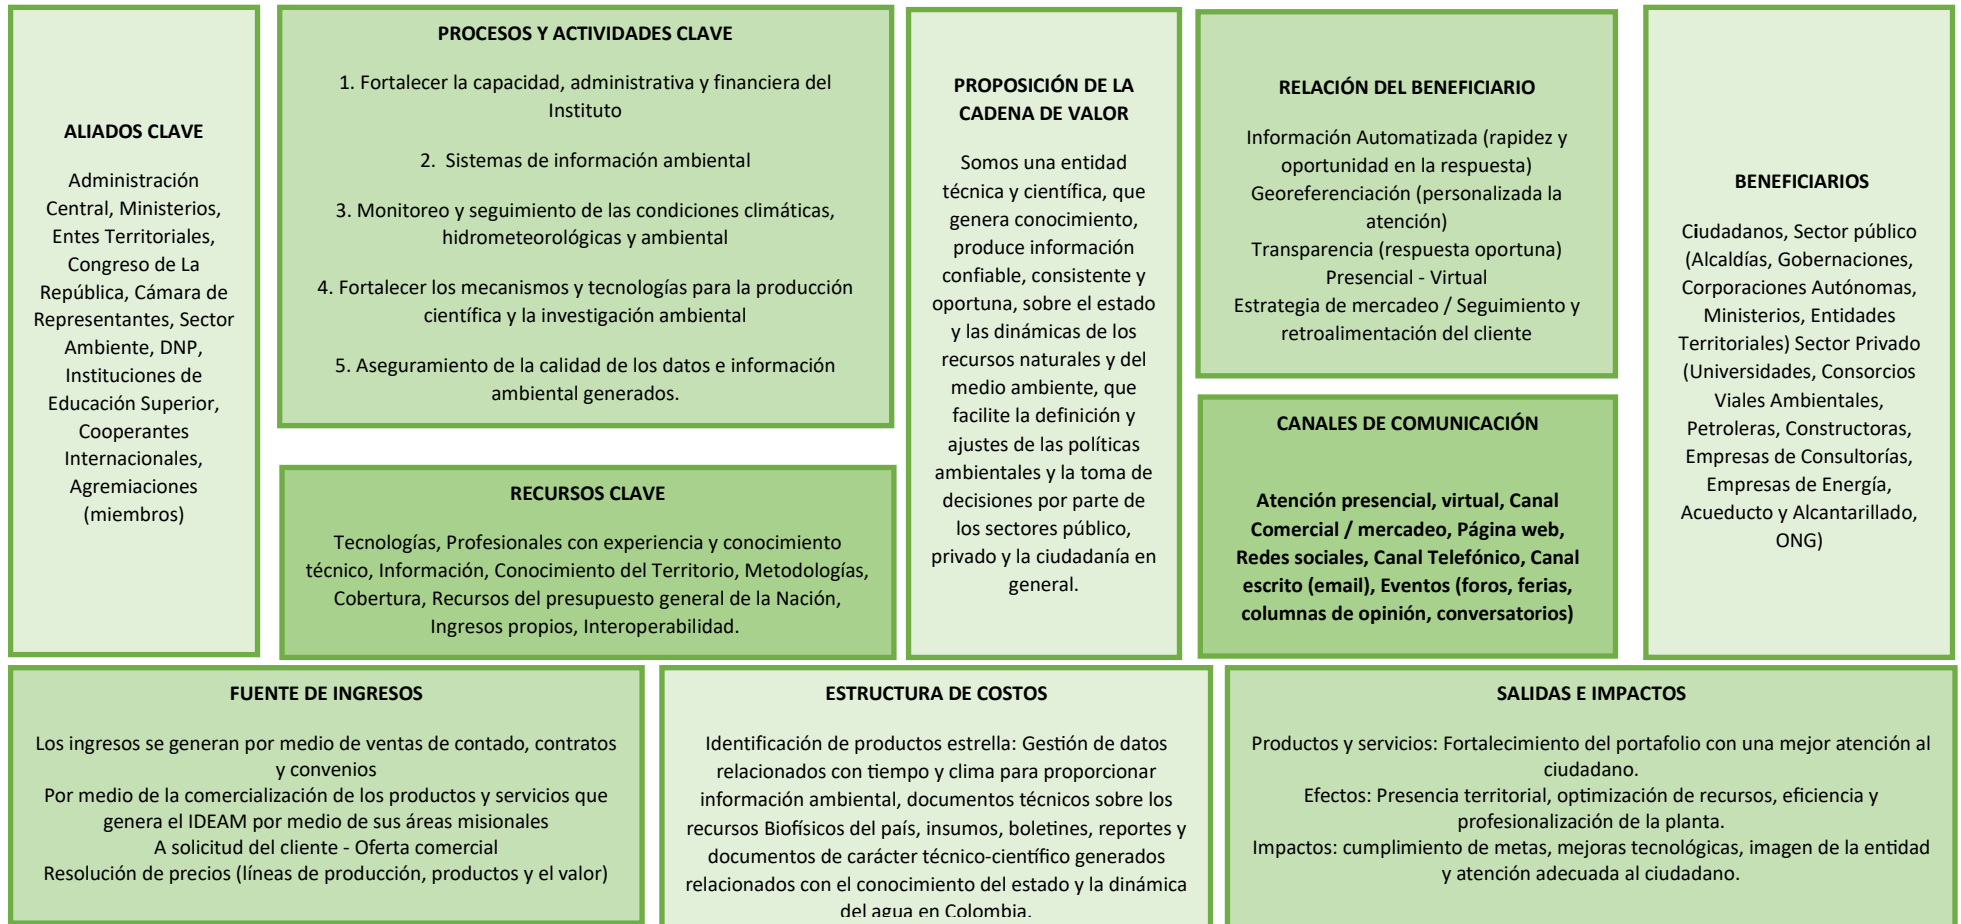 ALIADOS CLAVE
Administración
Central, Ministerios,
Entes Territoriales,
Congreso de La
República, Cámara de
Representantes, Sector
Ambiente, DNP,
Instituciones de
Educación Superior,
Cooperantes
Internacionales,
Agremiaciones
(miembros)
PROCESOS Y ACTIVIDADES CLAVE
1. Fortalecer la capacidad, administrativa y financiera del
Instituto
2. Sistemas de información ambiental
3. Monitoreo y seguimiento de las condiciones climáticas,
hidrometeorológicas y ambiental
4. Fortalecer los mecanismos y tecnologías para la producción
científica y la investigación ambiental
5. Aseguramiento de la calidad de los datos e información
ambiental generados.
RECURSOS CLAVE
Tecnologías, Profesionales con experiencia y conocimiento
técnico, Información, Conocimiento del Territorio, Metodologías,
Cobertura, Recursos del presupuesto general de la Nación,
Ingresos propios, Interoperabilidad.
PROPOSICIÓN DE LA
CADENA DE VALOR
Somos una entidad
técnica y científica, que
genera conocimiento,
produce información
confiable, consistente y
oportuna, sobre el estado
y las dinámicas de los
recursos naturales y del
medio ambiente, que
facilite la definición y
ajustes de las políticas
ambientales y la toma de
decisiones por parte de
los sectores público,
privado y la ciudadanía en
general.
RELACIÓN DEL BENEFICIARIO
Información Automatizada (rapidez y
oportunidad en la respuesta)
Georeferenciación (personalizada la
atención)
Transparencia (respuesta oportuna)
Presencial - Virtual
Estrategia de mercadeo / Seguimiento y
retroalimentación del cliente
CANALES DE COMUNICACIÓN
Atención presencial, virtual, Canal
Comercial / mercadeo, Página web,
Redes sociales, Canal Telefónico, Canal
escrito (email), Eventos (foros, ferias,
columnas de opinión, conversatorios)
BENEFICIARIOS
Ciudadanos, Sector público
(Alcaldías, Gobernaciones,
Corporaciones Autónomas,
Ministerios, Entidades
Territoriales) Sector Privado
(Universidades, Consorcios
Viales Ambientales,
Petroleras, Constructoras,
Empresas de Consultorías,
Empresas de Energía,
Acueducto y Alcantarillado,
ONG)
FUENTE DE INGRESOS
Los ingresos se generan por medio de ventas de contado, contratos
y convenios
Por medio de la comercialización de los productos y servicios que
genera el IDEAM por medio de sus áreas misionales
A solicitud del cliente - Oferta comercial
Resolución de precios (líneas de producción, productos y el valor)
ESTRUCTURA DE COSTOS
Identificación de productos estrella: Gestión de datos
relacionados con tiempo y clima para proporcionar
información ambiental, documentos técnicos sobre los
recursos Biofísicos del país, insumos, boletines, reportes y
documentos de carácter técnico-científico generados
relacionados con el conocimiento del estado y la dinámica
del agua en Colombia.
SALIDAS E IMPACTOS
Productos y servicios: Fortalecimiento del portafolio con una mejor atención al
ciudadano.
Efectos: Presencia territorial, optimización de recursos, eficiencia y
profesionalización de la planta.
Impactos: cumplimiento de metas, mejoras tecnológicas, imagen de la entidad
y atención adecuada al ciudadano.